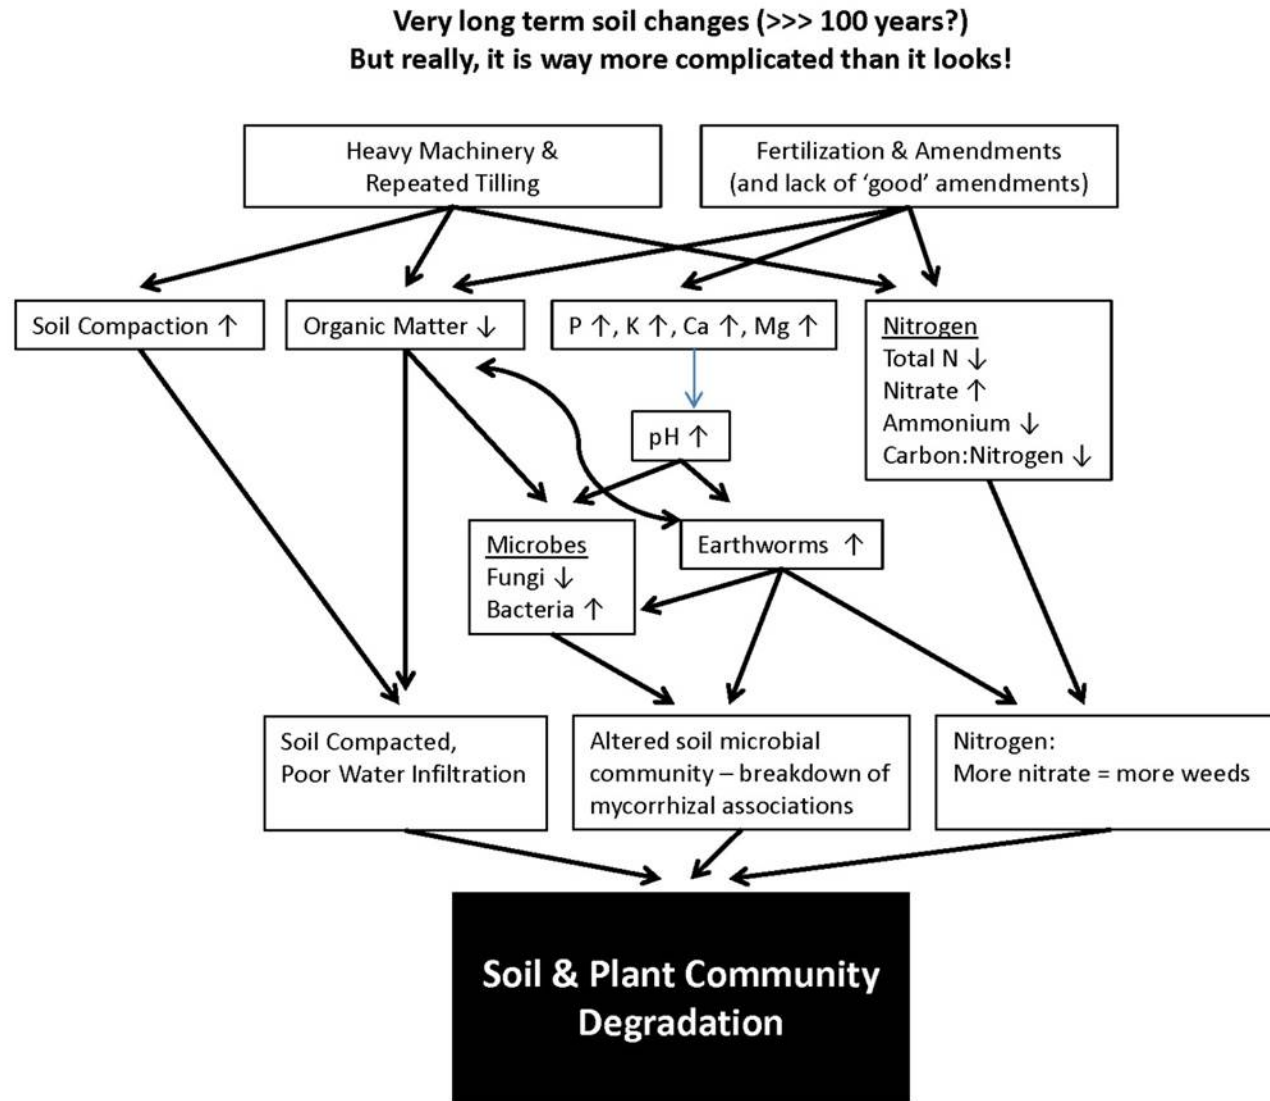 Very long term soil changes (>>> 100 years?)
But really, it is way more complicated than it looks!
Heavy Machinery &
Repeated Tilling
Fertilization & Amendments
(and lack of ‘good’ amendments)
Soil Compaction ↑
Organic Matter ↓
P ↑, K ↑, Ca ↑, Mg ↑
Nitrogen
Total N ↓
Nitrate ↑
Ammonium ↓
Carbon:Nitrogen ↓
pH ↑
Microbes
Fungi ↓
Bacteria ↑
Earthworms ↑
Soil Compacted,
Poor Water Infiltration
Altered soil microbial
community – breakdown of
mycorrhizal associations
Nitrogen:
More nitrate = more weeds
Soil & Plant Community
Degradation